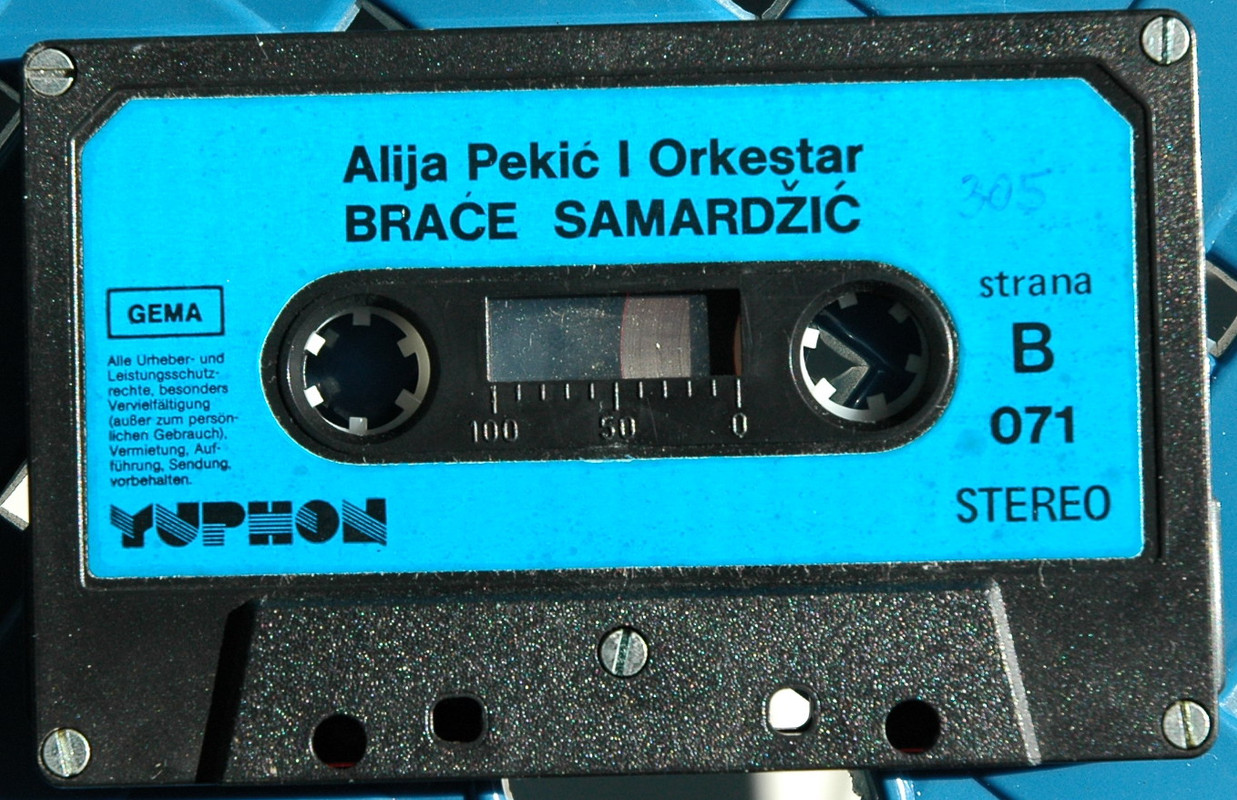 Alija Pekić I Orkestar
BRAĆE SAMARDŽIĆ
305
GEMA
Alle Urheber- und
Leistungsschutz-
rechte, besonders
Vervielfältigung
(außer zum persön-
lichen Gebrauch),
Vermietung, Auf-
führung, Sendung,
vorbehalten.
YUPHON
100 50 0
strana
B
071
STEREO